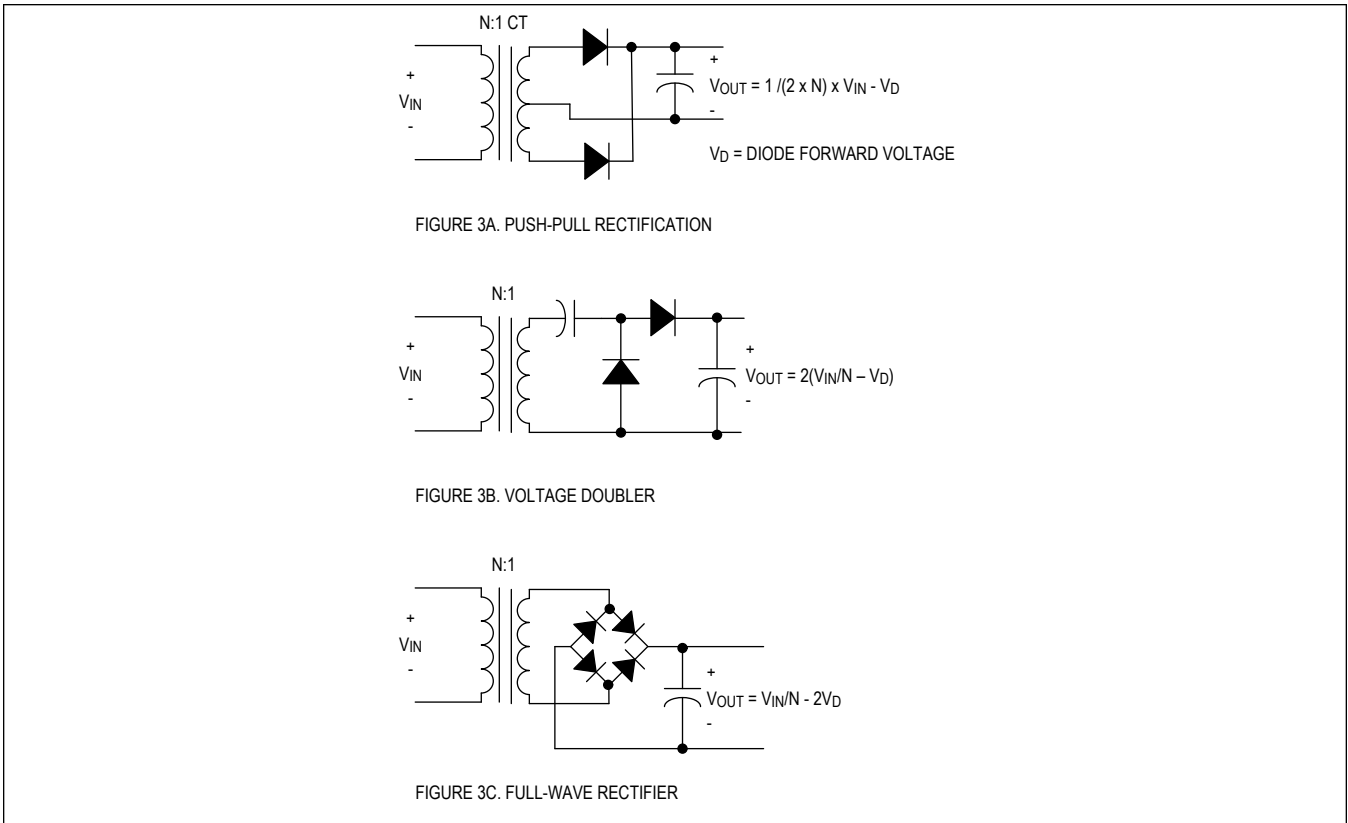 N:1 CT
+
VIN
-
+
VOUT = 1 /(2 x N) x VIN - VD
-
VD = DIODE FORWARD VOLTAGE
FIGURE 3A. PUSH-PULL RECTIFICATION
N:1
+
VIN
-
+
VOUT = 2(VIN/N – VD)
-
FIGURE 3B. VOLTAGE DOUBLER
N:1
+
VIN
-
+
VOUT = VIN/N - 2VD
-
FIGURE 3C. FULL-WAVE RECTIFIER